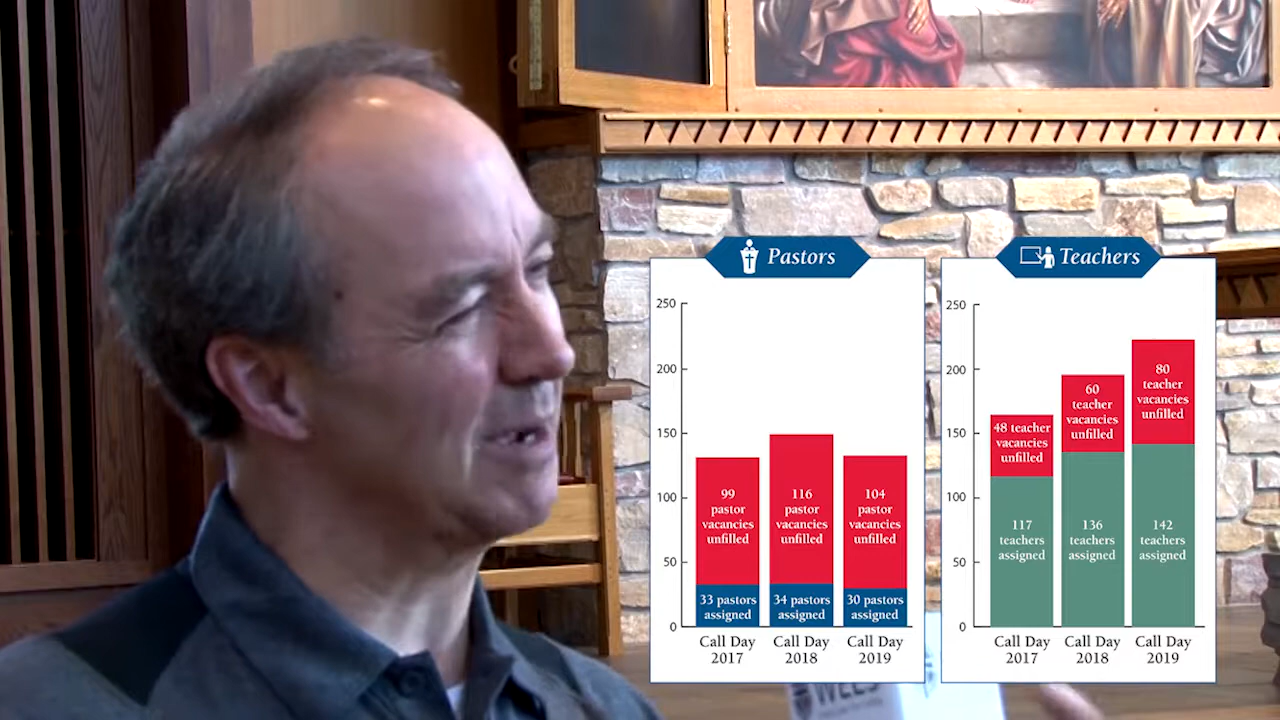 Pastors
250
200
150
100
50
0
99
pastor
vacancies
unfilled
33 pastors
assigned
116
pastor
vacancies
unfilled
34 pastors
assigned
104
pastor
vacancies
unfilled
30 pastors
assigned
Call Day
2017
Call Day
2018
Call Day
2019
Teachers
250
200
150
100
50
0
48 teacher
vacancies
unfilled
117
teachers
assigned
60
teacher
vacancies
unfilled
136
teachers
assigned
80
teacher
vacancies
unfilled
142
teachers
assigned
Call Day
2017
Call Day
2018
Call Day
2019